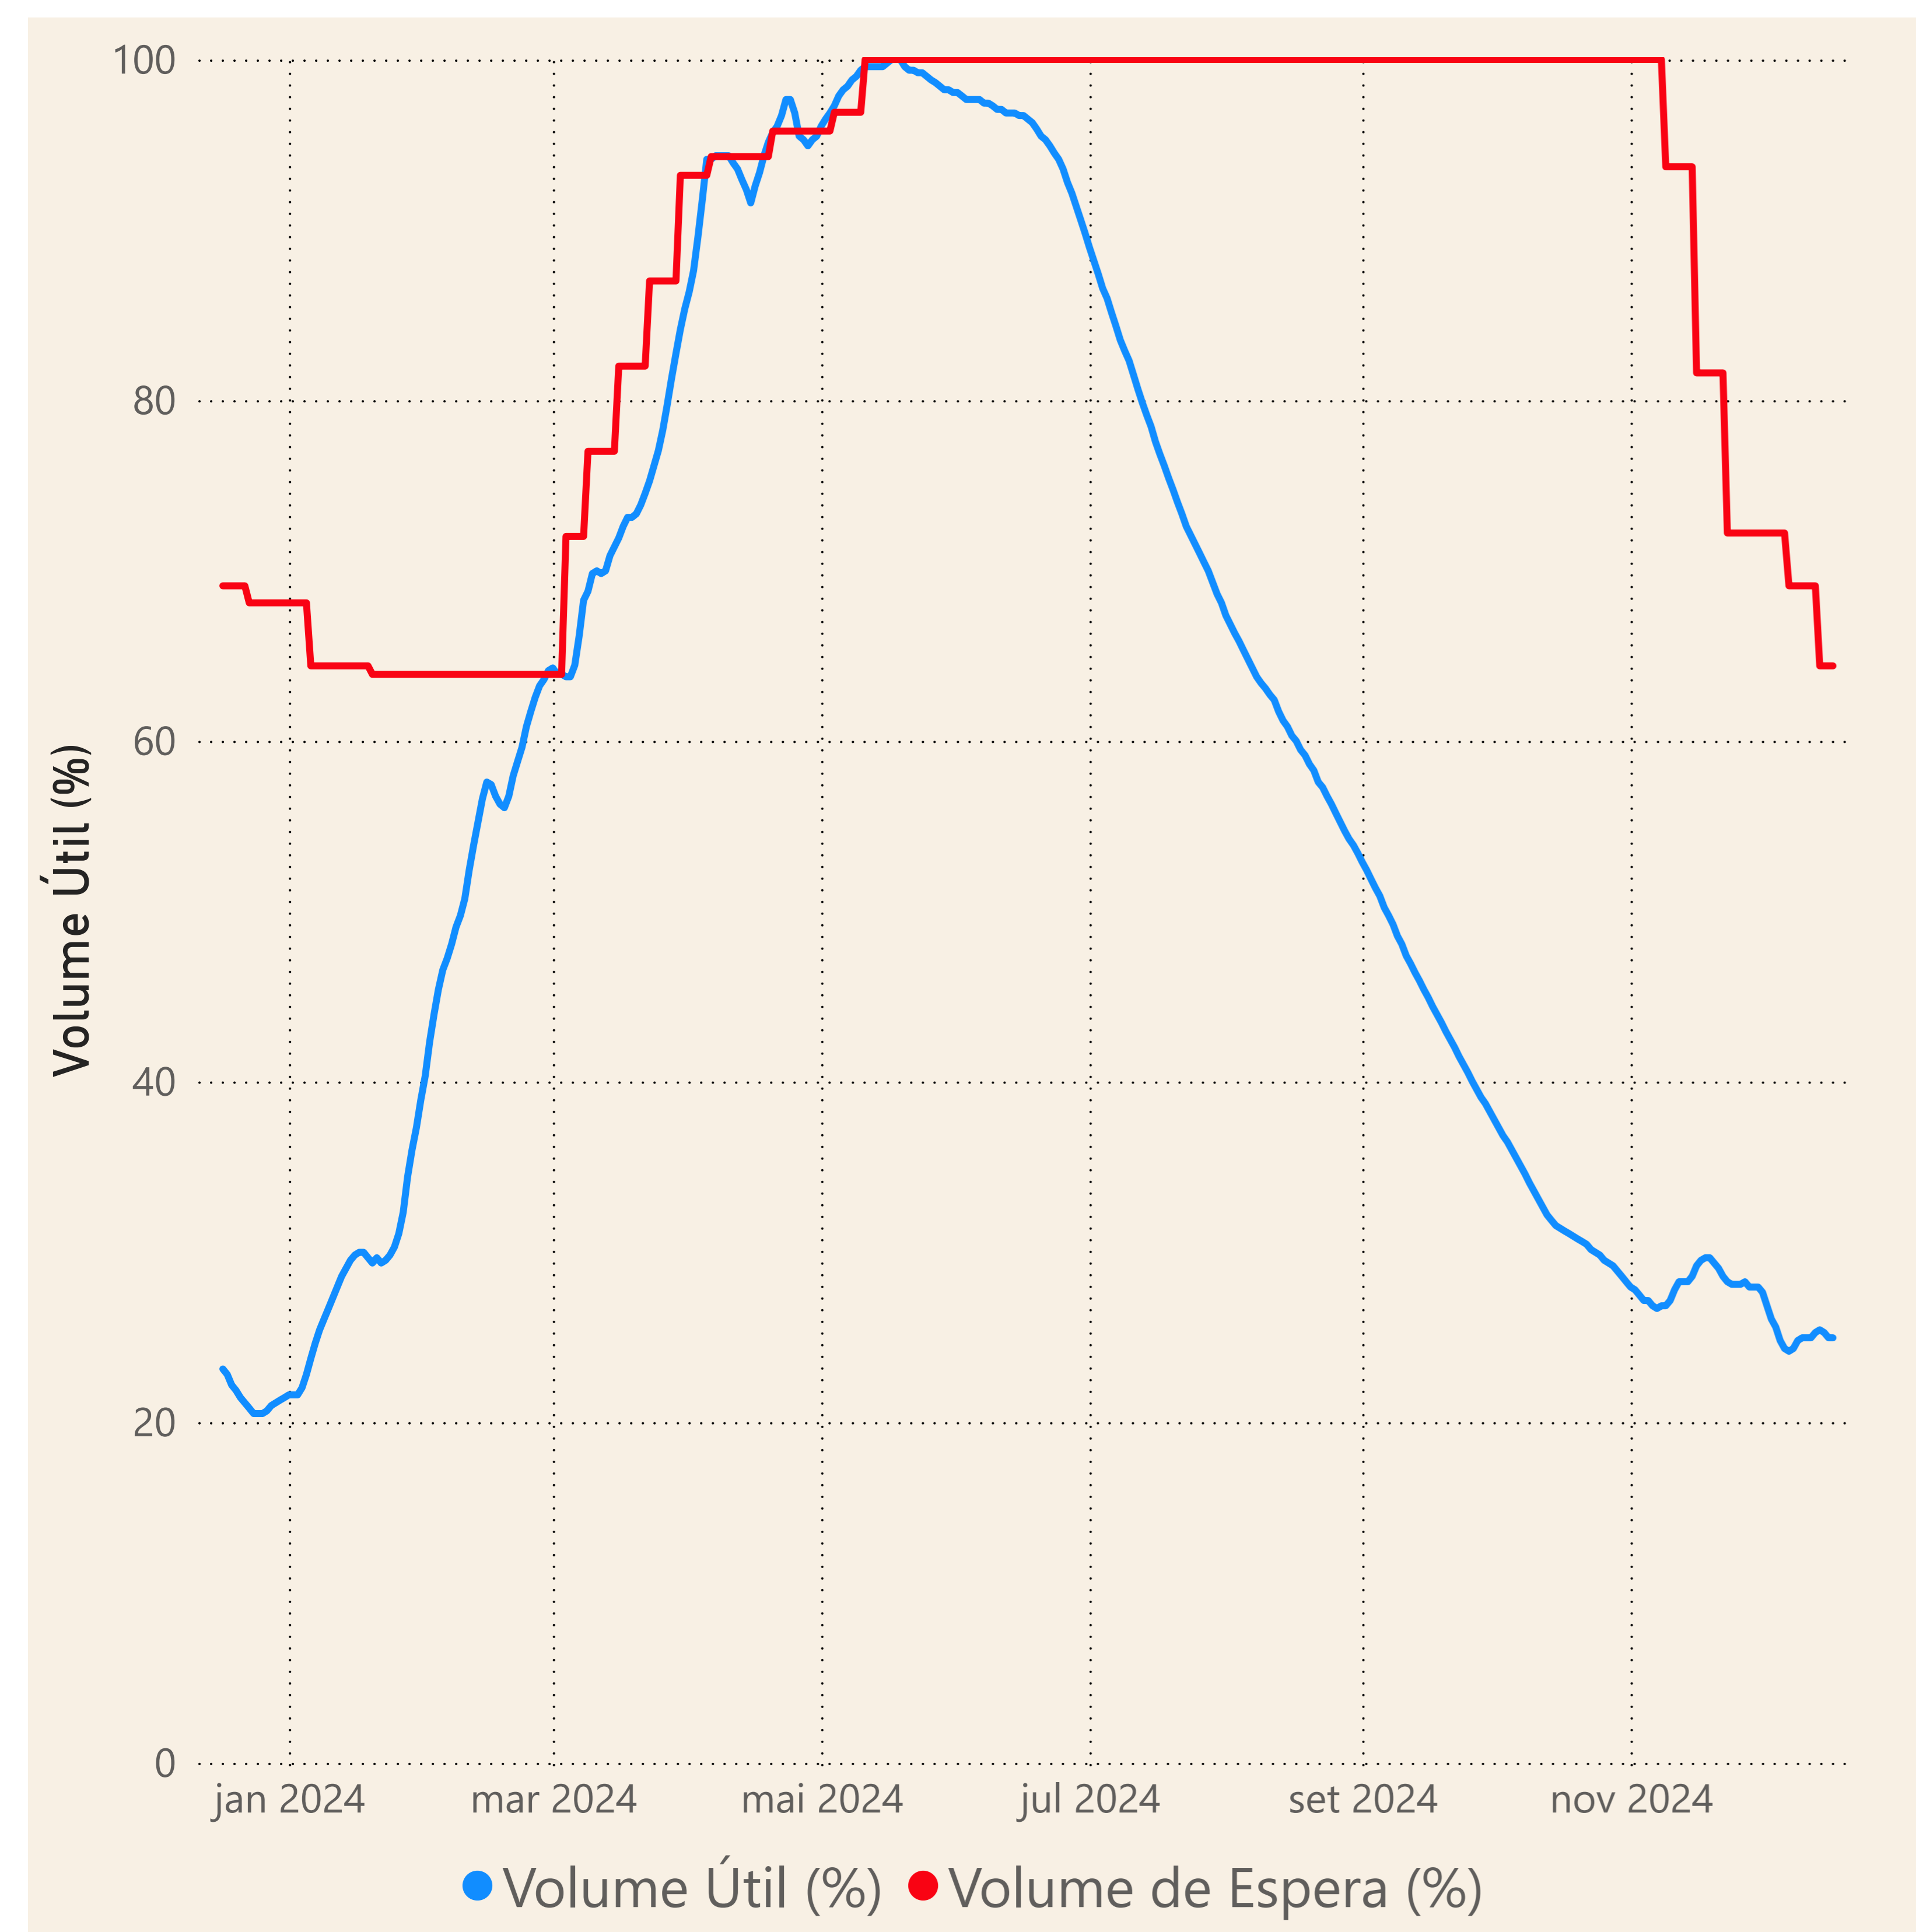 Volume Útil (%)
100
80
60
40
20
0
jan 2024 mar 2024 mai 2024 jul 2024 set 2024 nov 2024
Volume Útil (%) Volume de Espera (%)